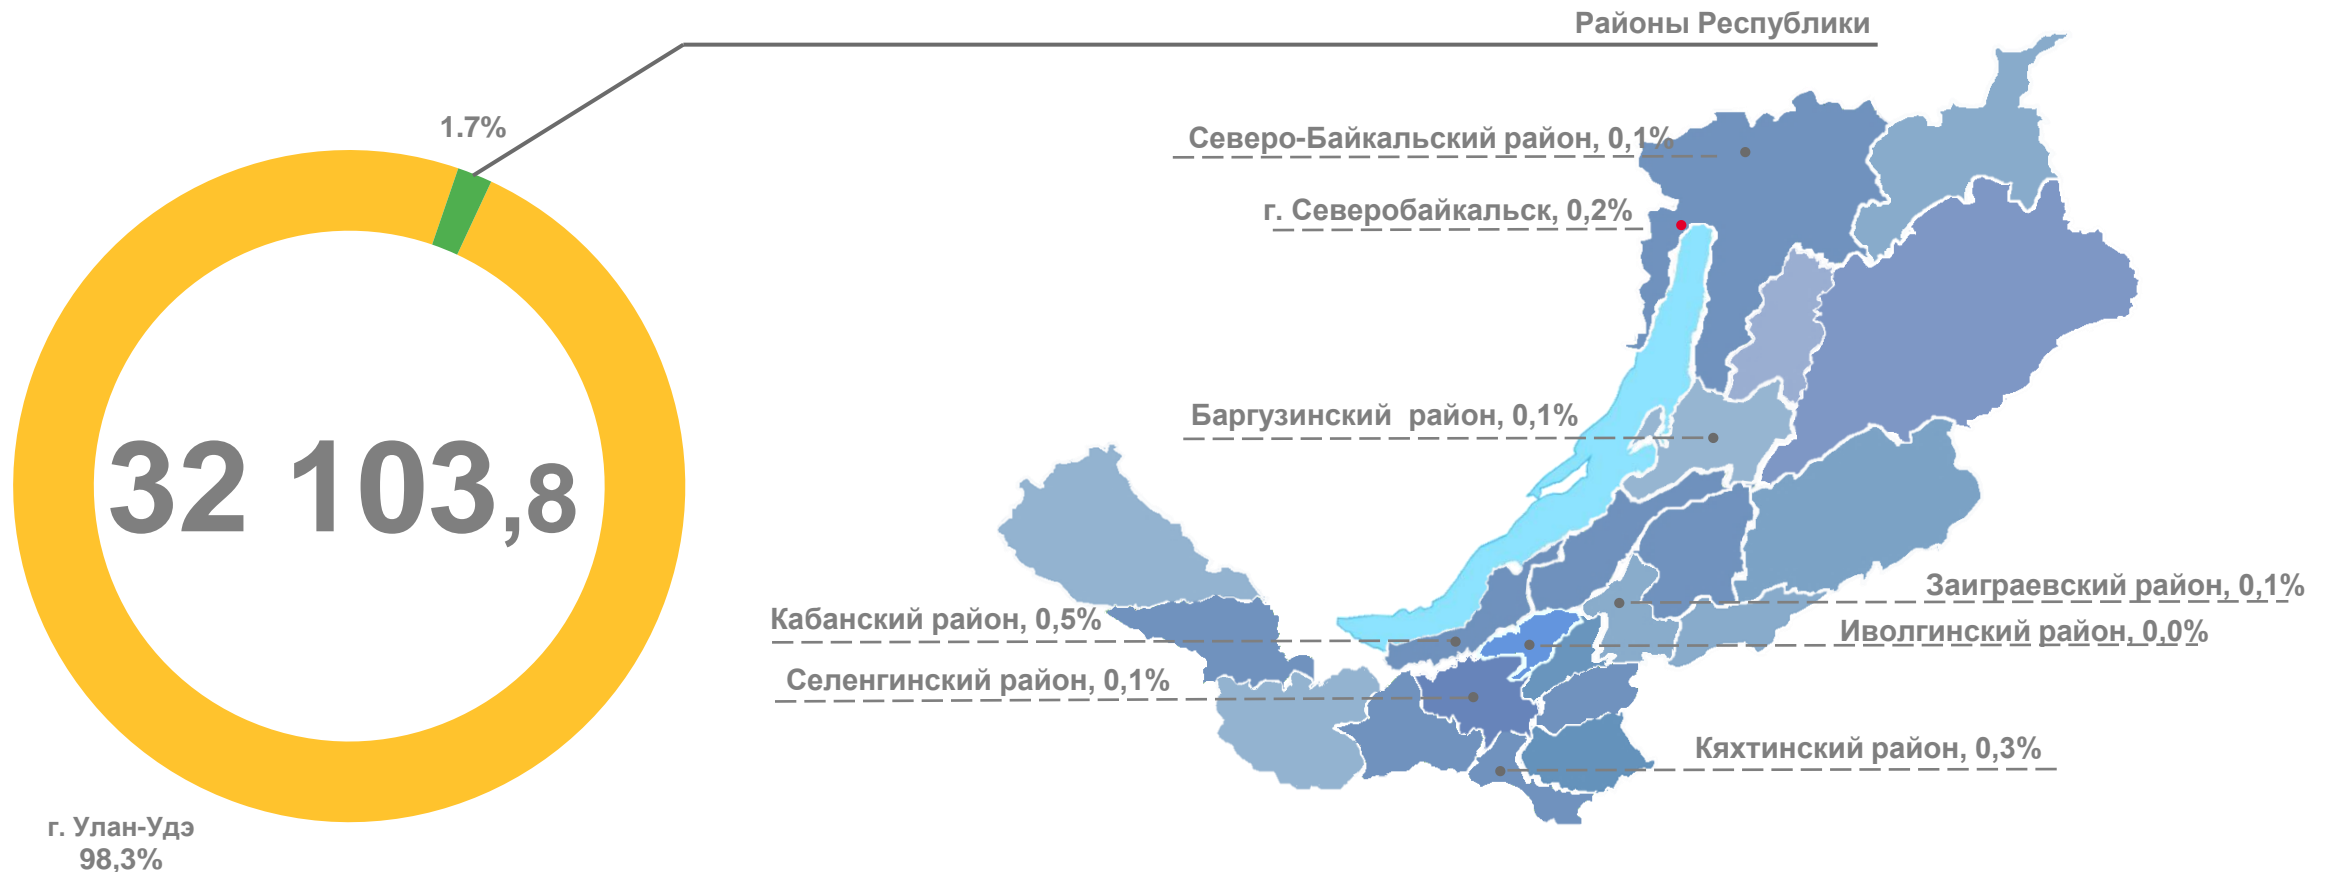 Районы Республики
1.7%
Северо-Байкальский район, 0,1%
г. Северобайкальск, 0,2%
Баргузинский район, 0,1%
32 103,8
Заиграевский район, 0,1%
Кабанский район, 0,5%
Иволгинский район, 0,0%
Селенгинский район, 0,1%
Кяхтинский район, 0,3%
г. Улан-Удэ
98,3%